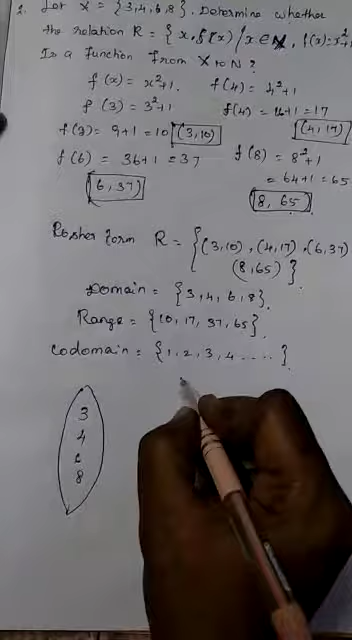 1. Let X = {3,4,6,8}. Determine whether
the relation R = {x, f(x) / x ∈ X, f(x) = x²+1
Is a function from X to N?
f(x) = x²+1. f(4) = 4²+1
f(3) = 3²+1 f(4) = 16+1 = 17
f(3) = 9+1 = 10 (3,10) (4,17)
f(6) = 36+1 = 37 f(8) = 8²+1
= 64+1 = 65
(6,37) (8,65)
Rosher form R = {(3,10), (4,17), (6,37)
(8,65)}.
Domain = {3,4,6,8}.
Range = {10,17,37,65}.
Codomain = {1,2,3,4.....}.
3
4
6
8